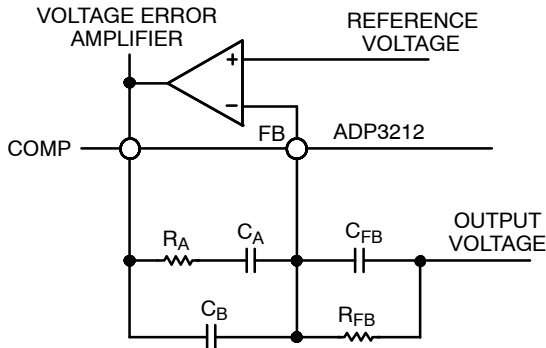 VOLTAGE ERROR
AMPLIFIER
REFERENCE
VOLTAGE
+
−
COMP
FB
ADP3212
RA
CA
CFB
OUTPUT
VOLTAGE
CB
RFB